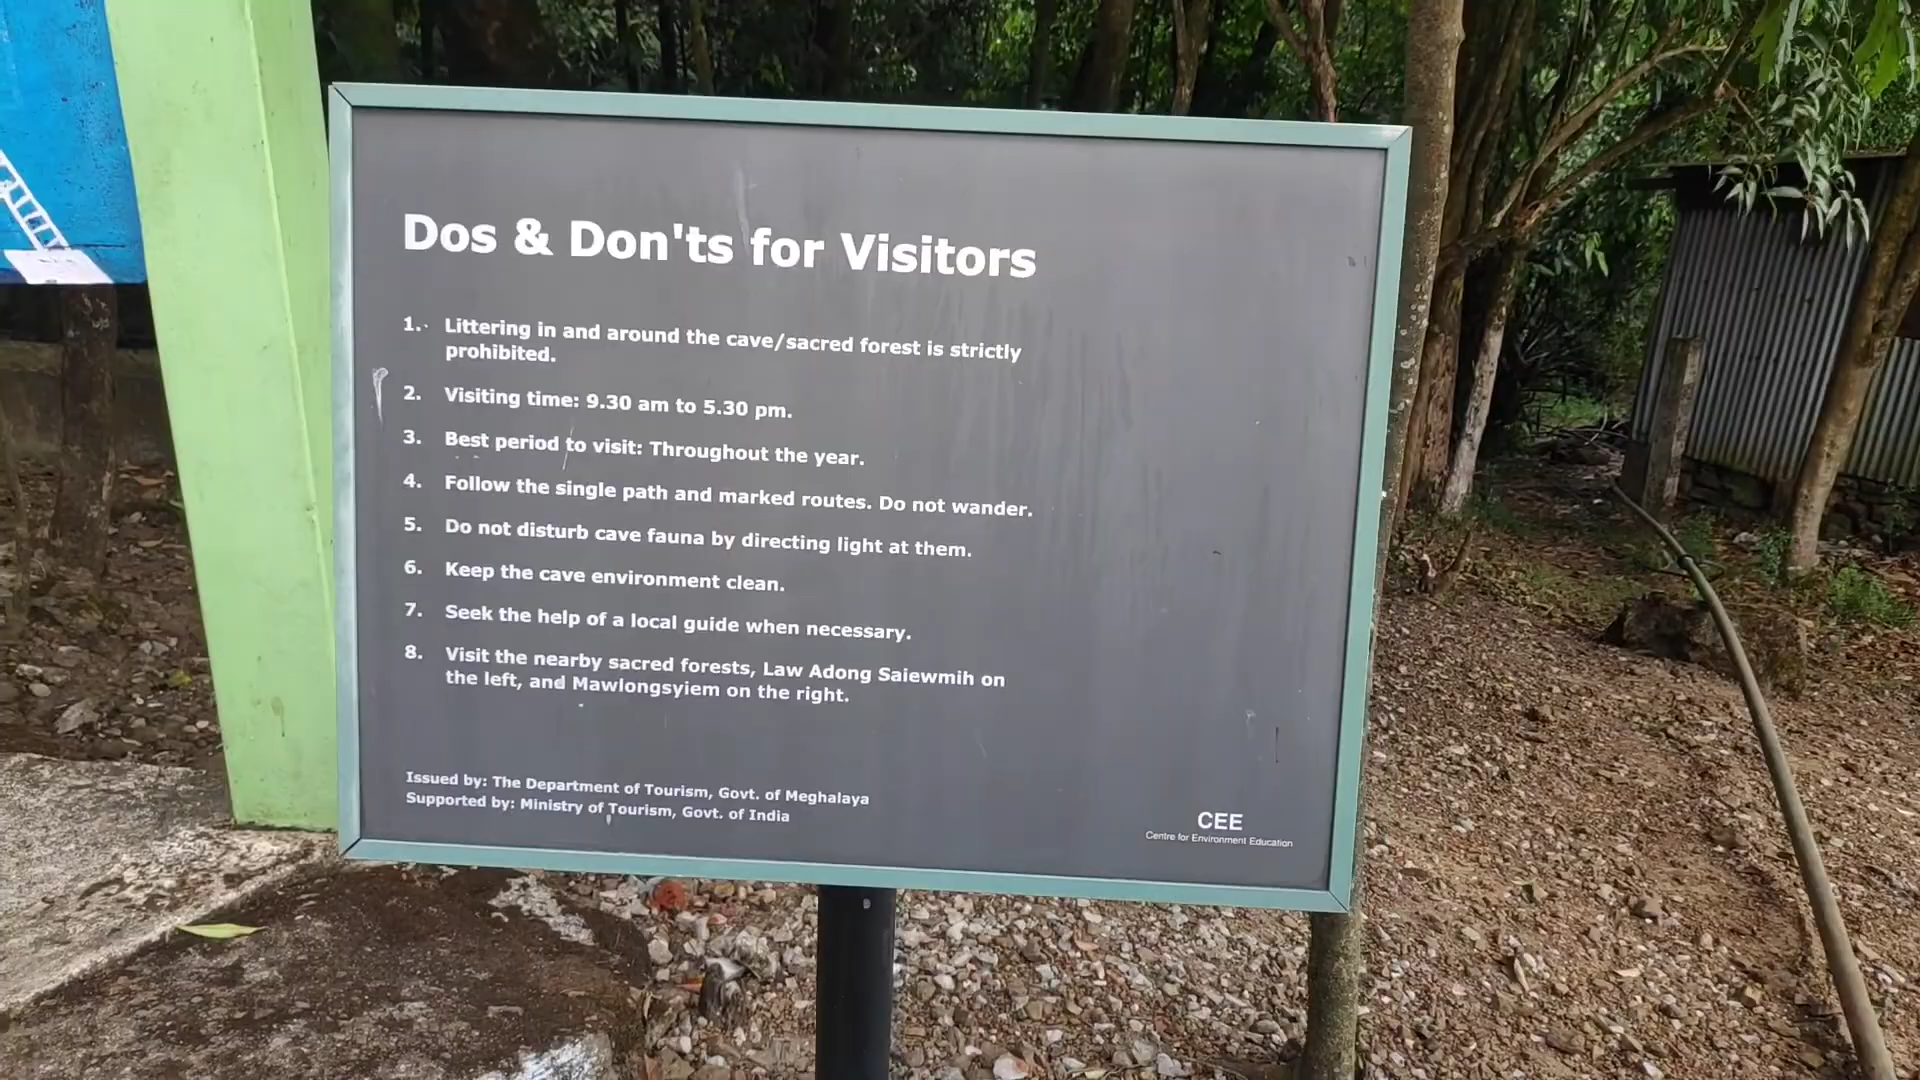 Dos & Don'ts for Visitors
1. Littering in and around the cave/sacred forest is strictly
prohibited.
2. Visiting time: 9.30 am to 5.30 pm.
3. Best period to visit: Throughout the year.
4. Follow the single path and marked routes. Do not wander.
5. Do not disturb cave fauna by directing light at them.
6. Keep the cave environment clean.
7. Seek the help of a local guide when necessary.
8. Visit the nearby sacred forests, Law Adong Saiewmih on
the left, and Mawlongsyiem on the right.
Issued by: The Department of Tourism, Govt. of Meghalaya
Supported by: Ministry of Tourism, Govt. of India
CEE
Centre for Environment Education